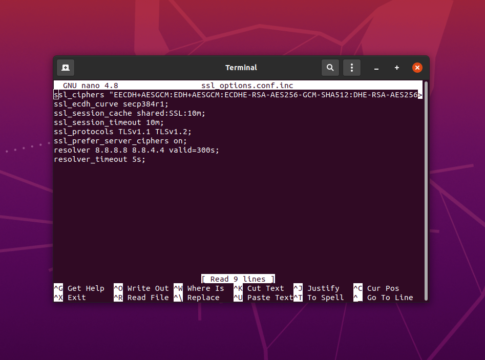 Terminal
GNU nano 4.8 ssl_options.conf.inc
ssl_ciphers "EECDH+AESGCM:EDH+AESGCM:ECDHE-RSA-AES256-GCM-SHA512:DHE-RSA-AES256>
ssl_ecdh_curve secp384r1;
ssl_session_cache shared:SSL:10m;
ssl_session_timeout 10m;
ssl_protocols TLSv1.1 TLSv1.2;
ssl_prefer_server_ciphers on;
resolver 8.8.8.8 8.8.4.4 valid=300s;
resolver_timeout 5s;
[ Read 9 lines ]
^G Get Help ^O Write Out ^W Where Is ^K Cut Text ^J Justify ^C Cur Pos
^X Exit ^R Read File ^\ Replace ^U Paste Text ^T To Spell ^_ Go To Line